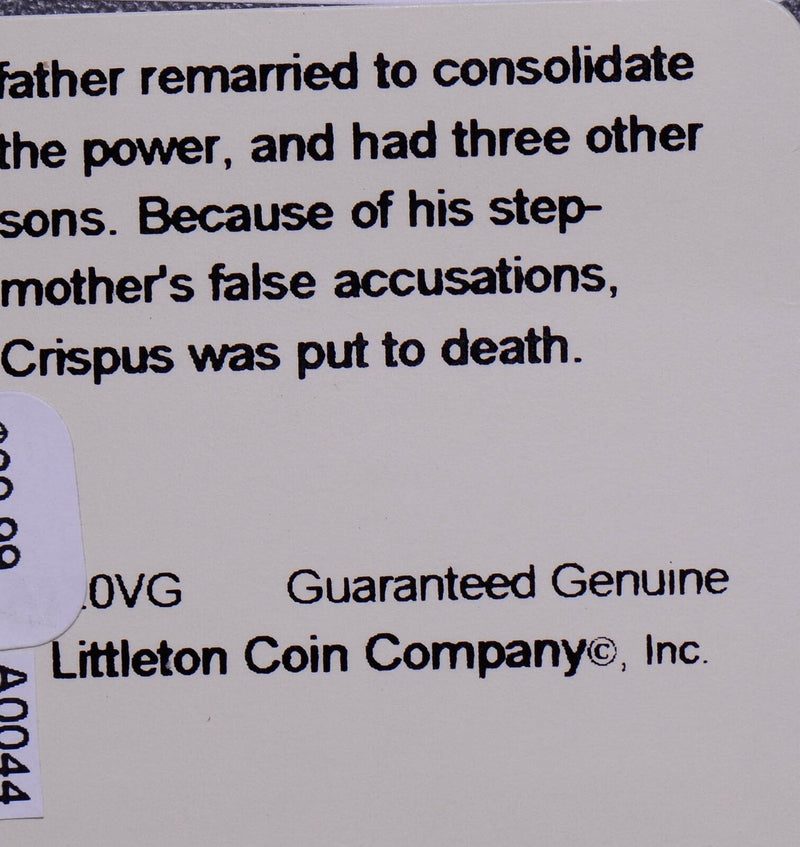 father remarried to consolidate
the power, and had three other
sons. Because of his step-
mother's false accusations,
Crispus was put to death.
.0VG Guaranteed Genuine
Littleton Coin Company©, Inc.
A0044